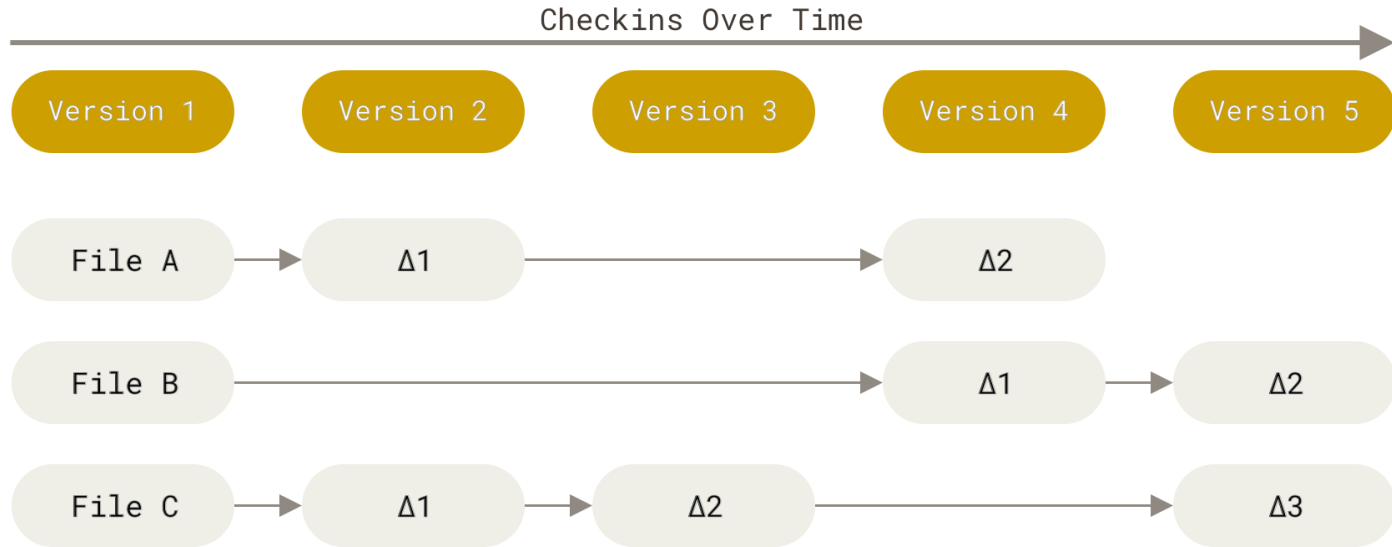 Checkins Over Time
Version 1 Version 2 Version 3 Version 4 Version 5
File A Δ1 Δ2
File B Δ1 Δ2
File C Δ1 Δ2 Δ3